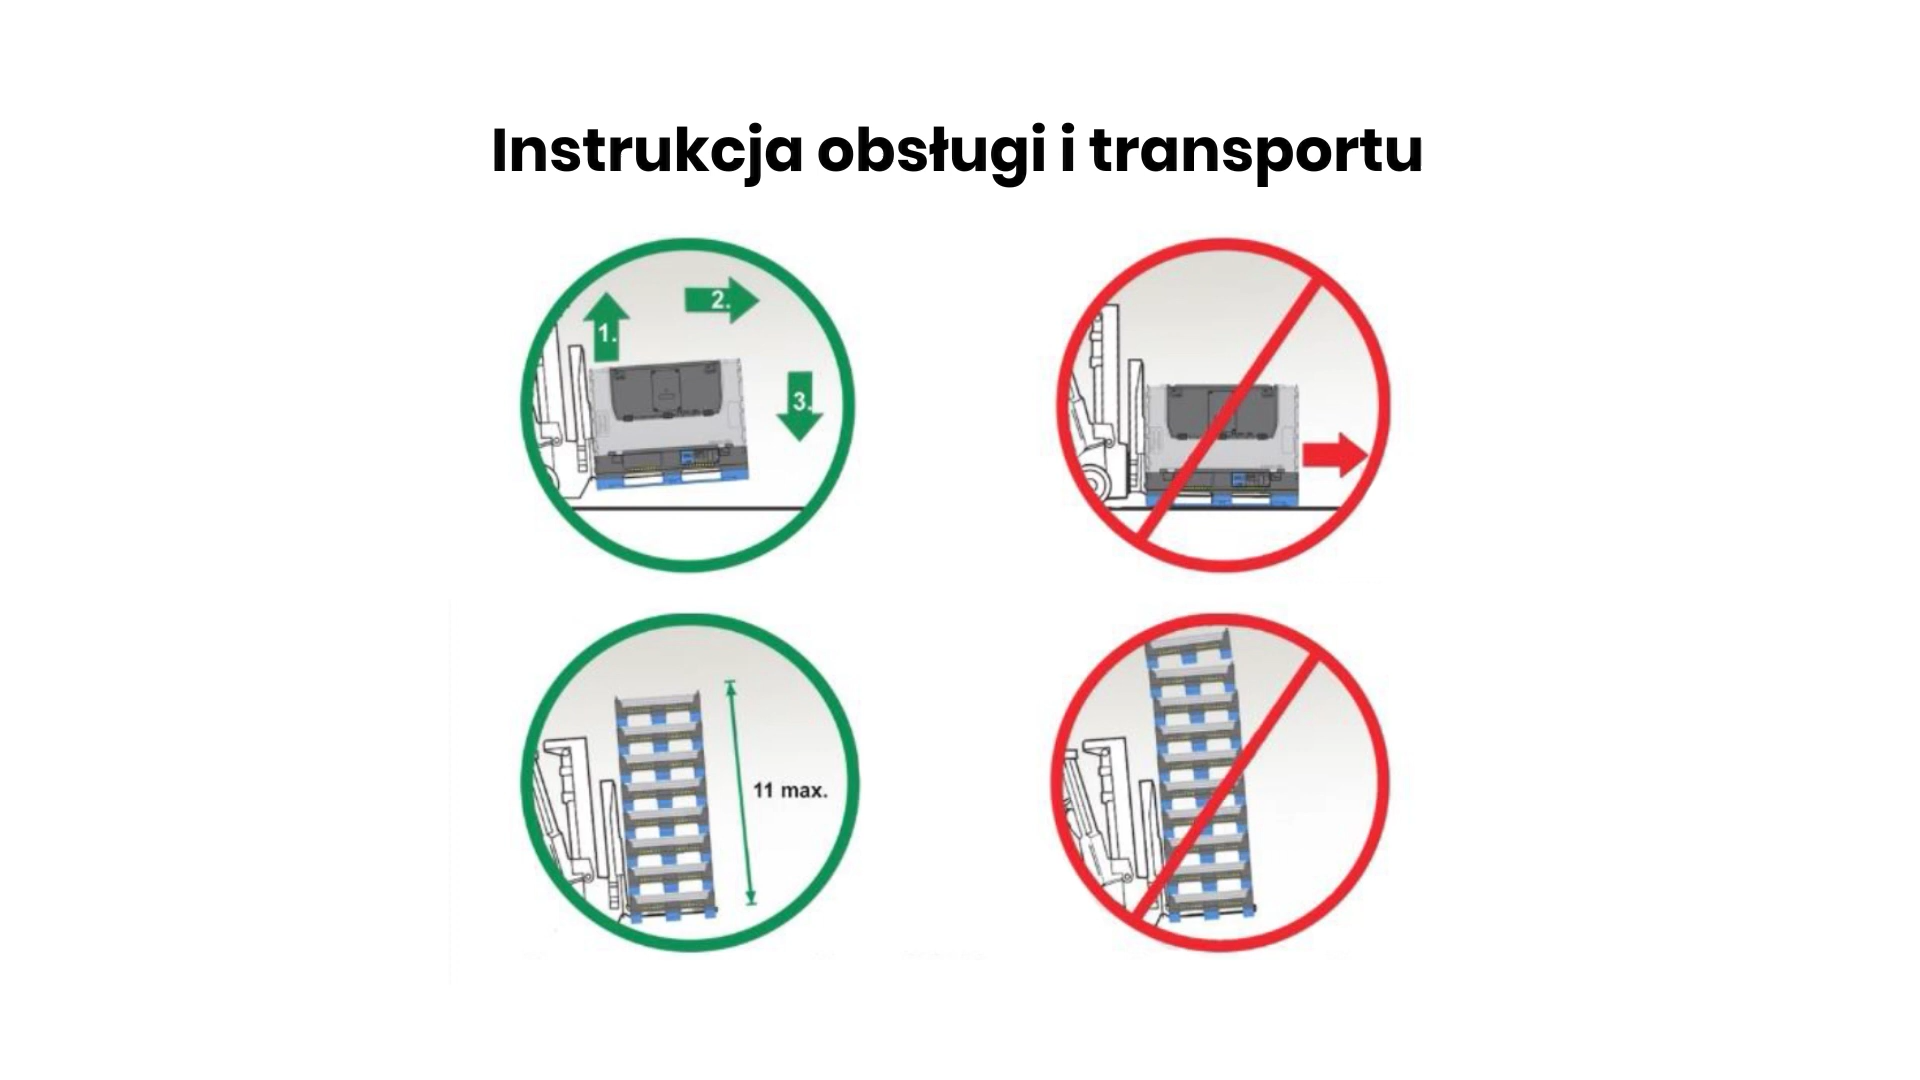 Instrukcja obsługi i transportu
1.
2.
3.
11 max.